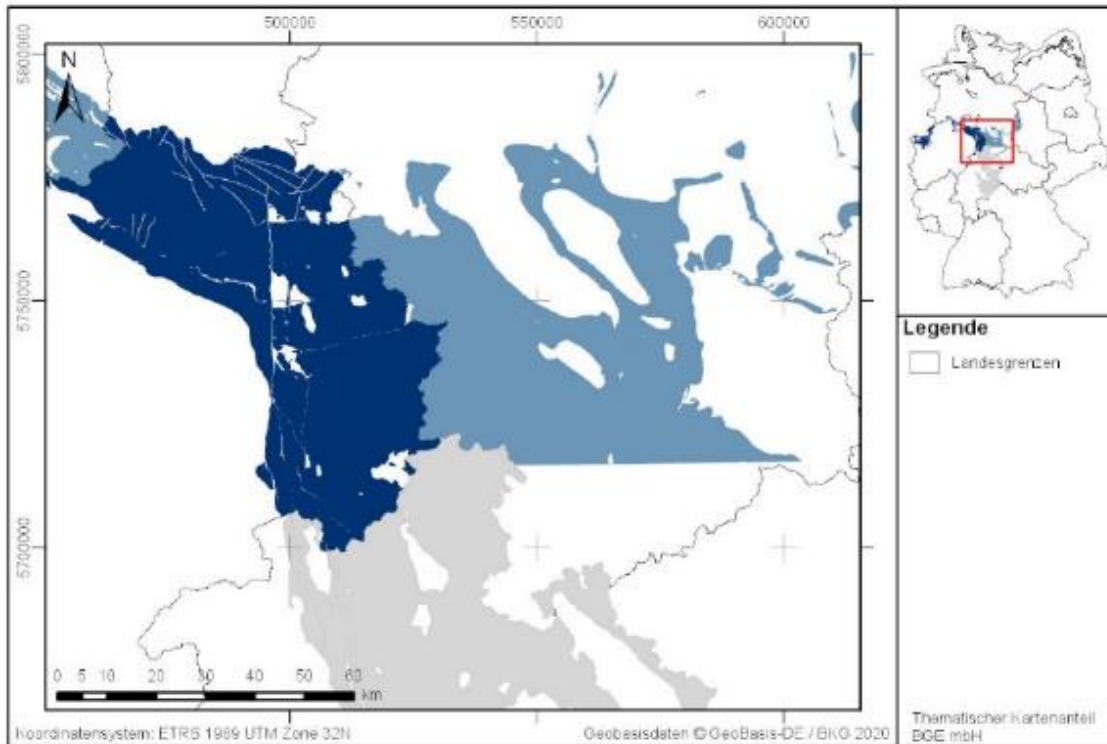 500000 550000 600000
5800000
N
5750000
5700000
0 5 10 20 30 40 50 60
km
Koordinatensystem: ETRS 1989 UTM Zone 32N
Geobasisdaten © GeoBasis-DE / BKG 2020
Legende
Landesgrenzen
Thematischer Kartenanteil
BGE mbH